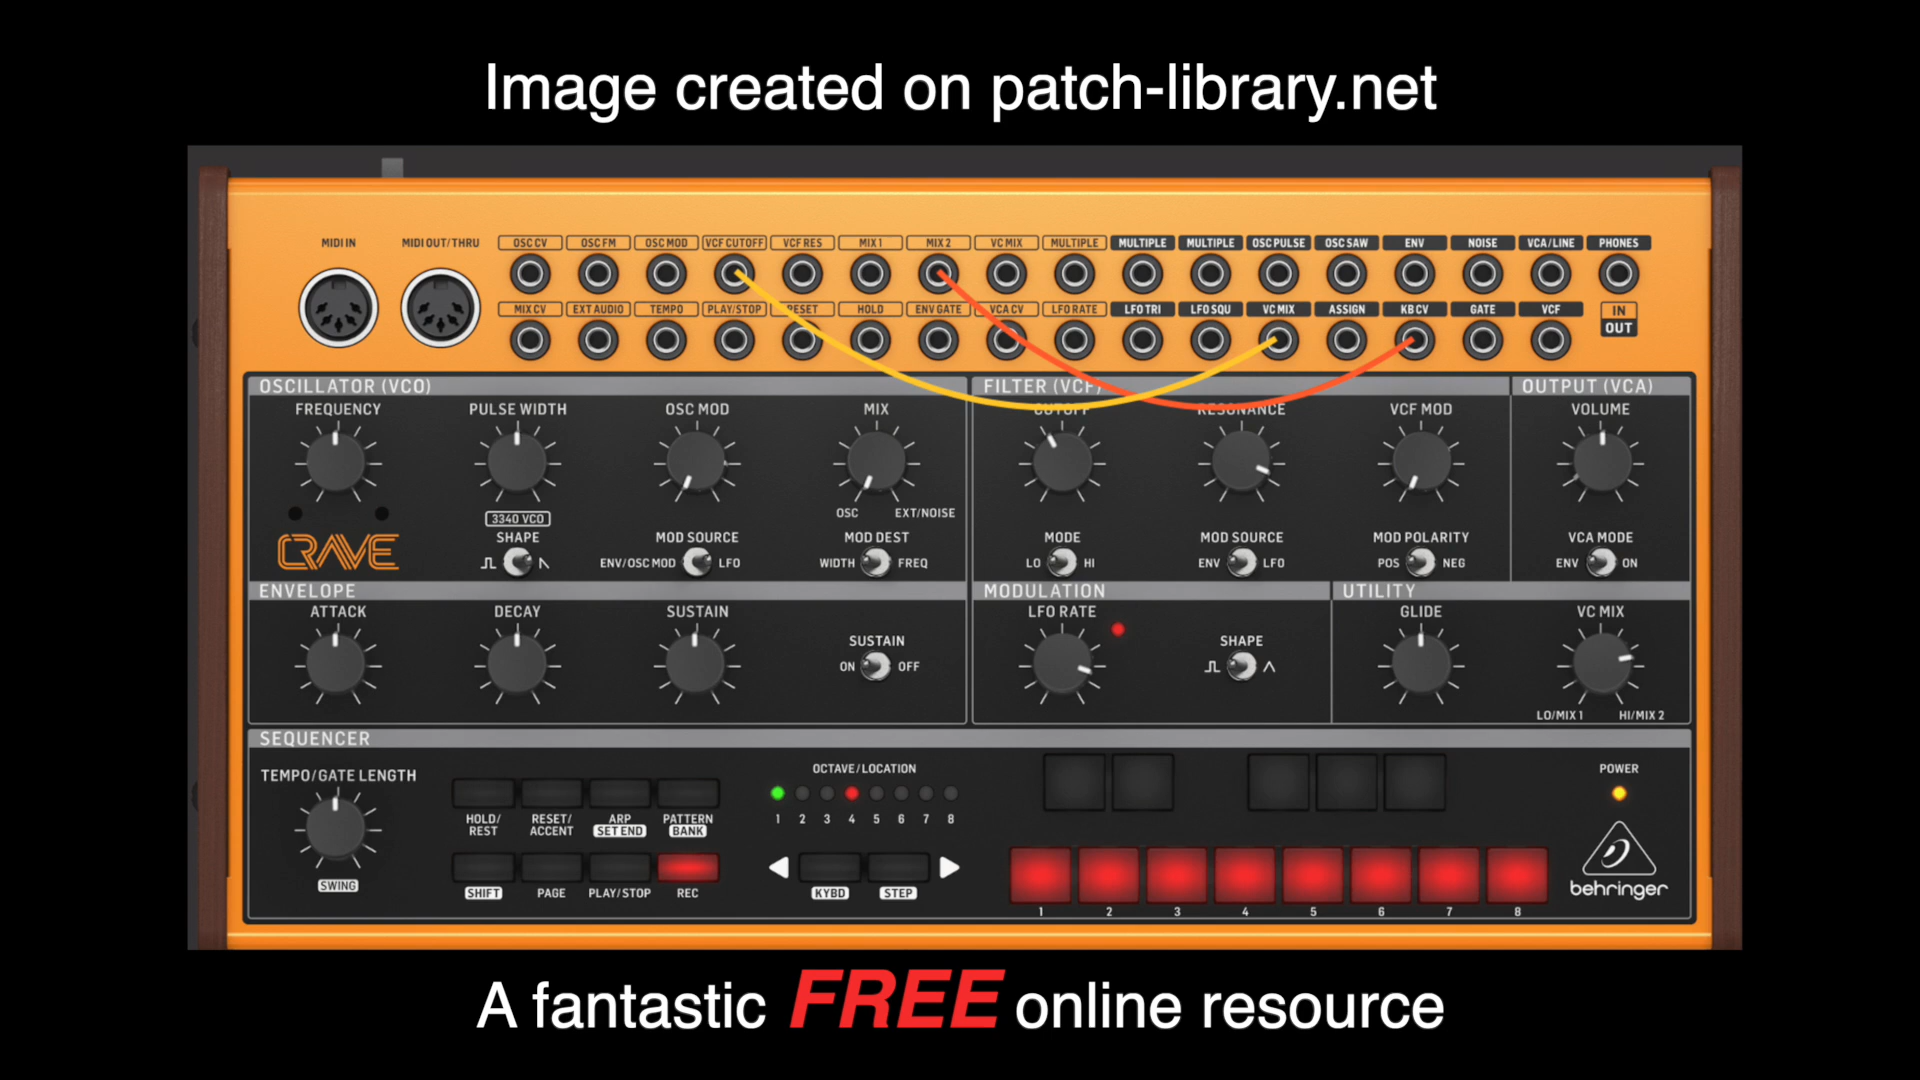 Image created on patch-library.net
MIDI IN MIDI OUT/THRU OSC CV OSC FM OSC MOD VCF CUTOFF VCF RES MIX 1 MIX 2 VC MIX MULTIPLE MULTIPLE MULTIPLE OSC PULSE OSC SAW ENV NOISE VCA/LINE PHONES
MIX CV EXT AUDIO TEMPO PLAY/STOP RESET HOLD ENV GATE VCA CV LFO RATE LFO TRI LFO SQU VC MIX ASSIGN KB CV GATE VCF IN
OUT
OSCILLATOR (VCO) FILTER (VCF) OUTPUT (VCA)
FREQUENCY PULSE WIDTH OSC MOD MIX CUTOFF RESONANCE VCF MOD VOLUME
OSC EXT/NOISE
3340 VCO
CRAVE SHAPE MOD SOURCE MOD DEST MODE MOD SOURCE MOD POLARITY VCA MODE
ENV/OSC MOD LFO WIDTH FREQ LO HI ENV LFO POS NEG ENV ON
ENVELOPE MODULATION UTILITY
ATTACK DECAY SUSTAIN LFO RATE GLIDE VC MIX
SUSTAIN SHAPE
ON OFF
LO/MIX 1 HI/MIX 2
SEQUENCER
TEMPO/GATE LENGTH OCTAVE/LOCATION POWER
HOLD/ RESET/ ARP PATTERN 1 2 3 4 5 6 7 8
REST ACCENT SET END BANK
SWING SHIFT PAGE PLAY/STOP REC KYBD STEP behringer
1 2 3 4 5 6 7 8
A fantastic FREE online resource